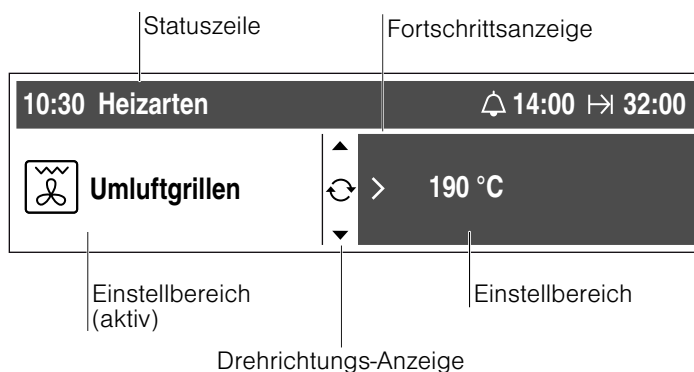 Statuszeile
Fortschrittsanzeige
10:30 Heizarten 14:00 32:00
Umluftgrillen 190 °C
Einstellbereich
(aktiv)
Einstellbereich
Drehrichtungs-Anzeige